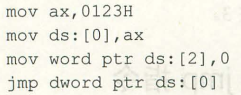 mov ax,0123H
mov ds:[0],ax
mov word ptr ds:[2],0
jmp dword ptr ds:[0]